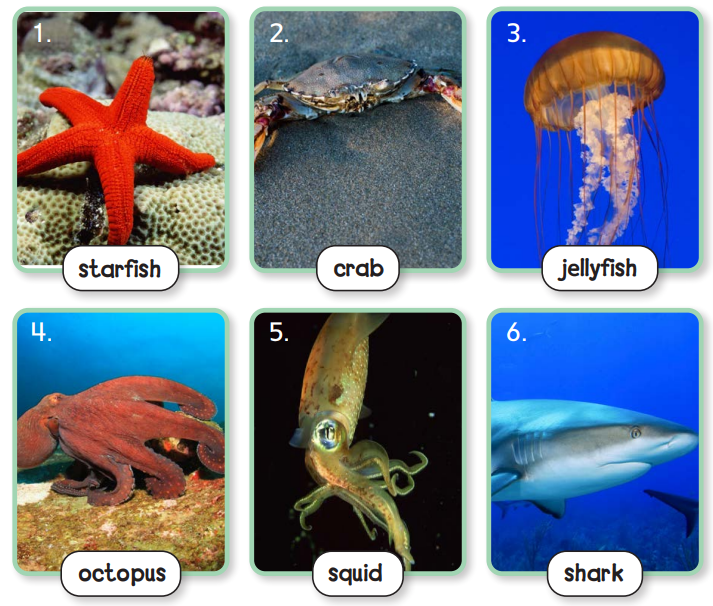 1.
2.
3.
starfish
crab
jellyfish
4.
5.
6.
octopus
squid
shark